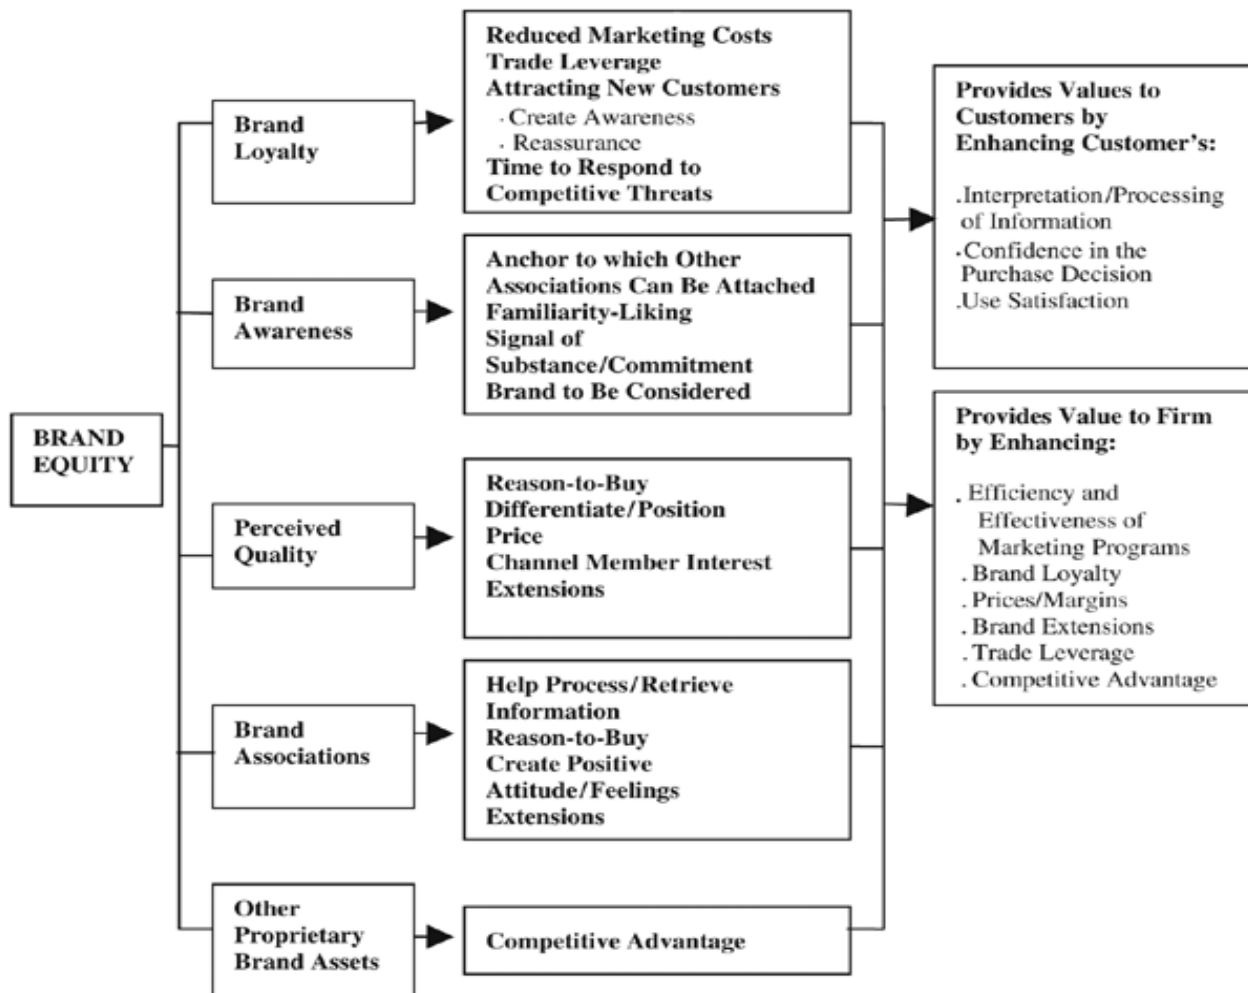 BRAND
EQUITY
Brand
Loyalty
Reduced Marketing Costs
Trade Leverage
Attracting New Customers
· Create Awareness
· Reassurance
Time to Respond to
Competitive Threats
Brand
Awareness
Anchor to which Other
Associations Can Be Attached
Familiarity-Liking
Signal of
Substance/Commitment
Brand to Be Considered
Perceived
Quality
Reason-to-Buy
Differentiate/Position
Price
Channel Member Interest
Extensions
Brand
Associations
Help Process/Retrieve
Information
Reason-to-Buy
Create Positive
Attitude/Feelings
Extensions
Other
Proprietary
Brand Assets
Competitive Advantage
Provides Values to
Customers by
Enhancing Customer's:
.Interpretation/Processing
of Information
.Confidence in the
Purchase Decision
.Use Satisfaction
Provides Value to Firm
by Enhancing:
. Efficiency and
Effectiveness of
Marketing Programs
. Brand Loyalty
. Prices/Margins
. Brand Extensions
. Trade Leverage
. Competitive Advantage